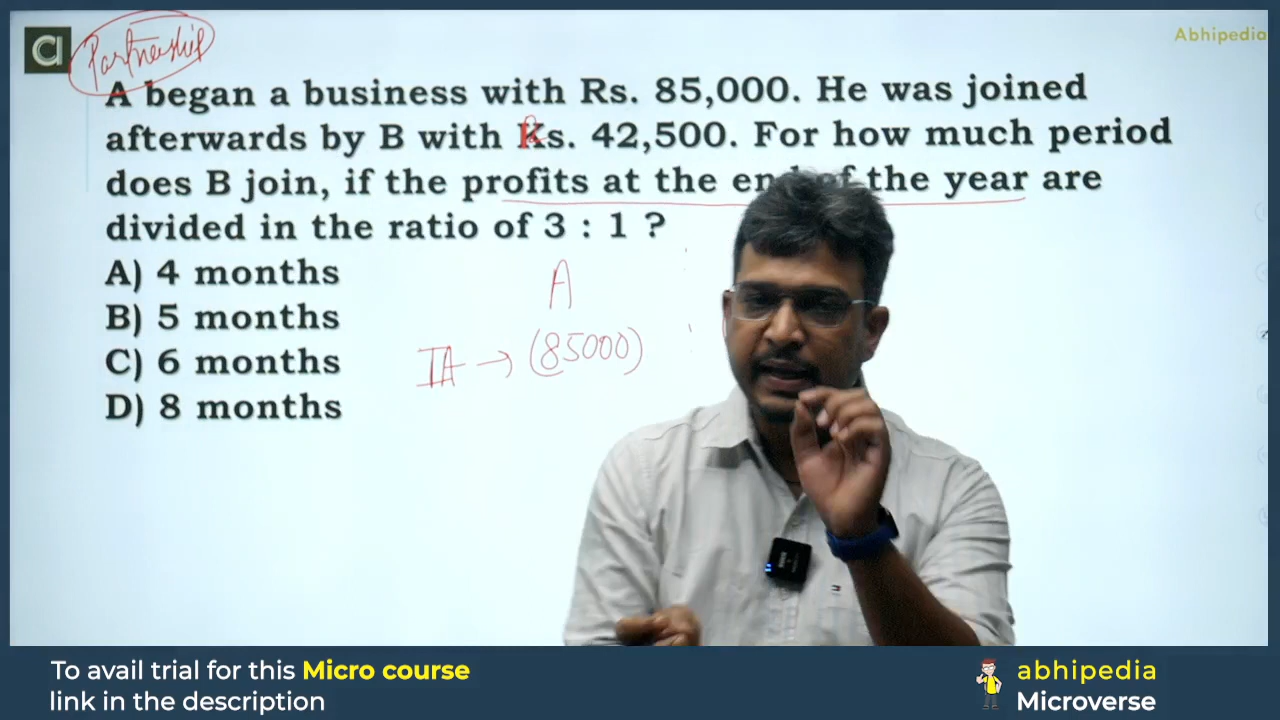 Partnership
Abhipedia
A began a business with Rs. 85,000. He was joined
afterwards by B with Rs. 42,500. For how much period
does B join, if the profits at the end of the year are
divided in the ratio of 3 : 1 ?
A) 4 months
B) 5 months
C) 6 months
D) 8 months
A
IA → (85000)
To avail trial for this Micro course
link in the description
abhipedia
Microverse